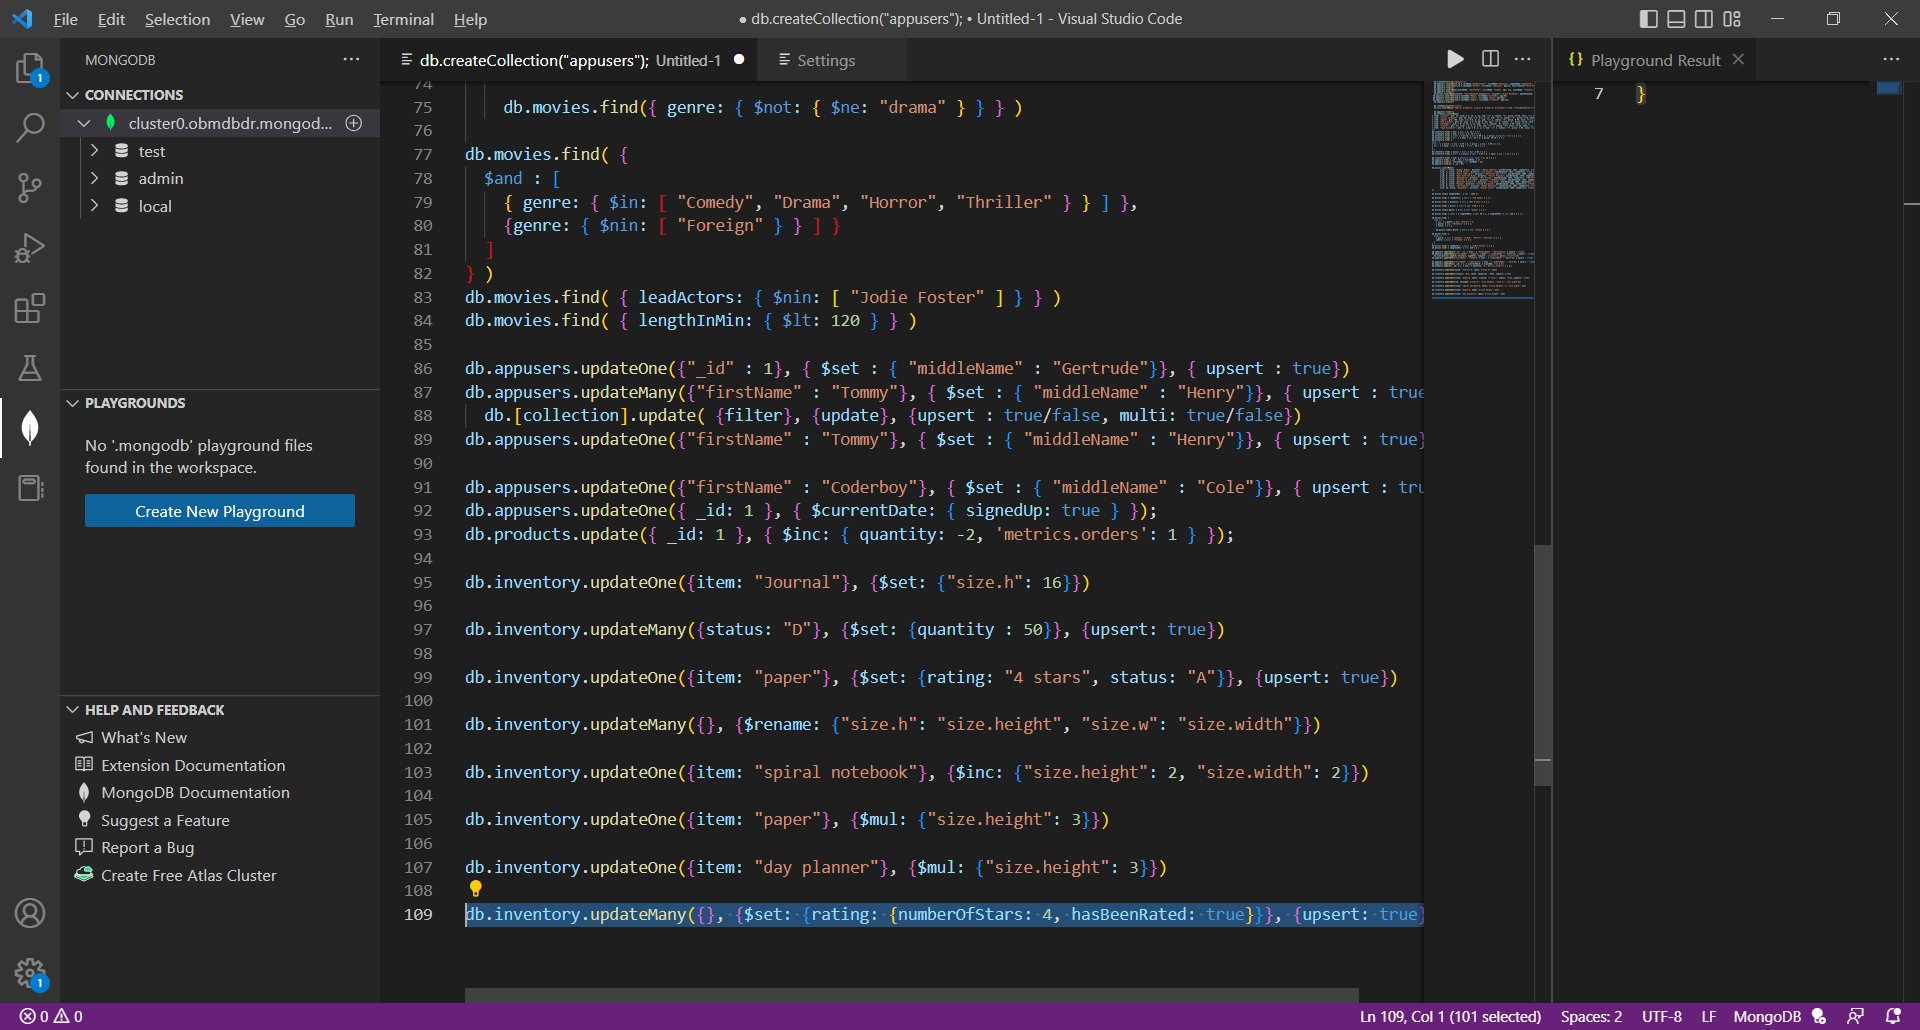 File Edit Selection View Go Run Terminal Help
● db.createCollection("appusers"); • Untitled-1 - Visual Studio Code
MONGODB
CONNECTIONS
cluster0.obmdbdr.mongod...
test
admin
local
PLAYGROUNDS
No '.mongodb' playground files
found in the workspace.
Create New Playground
HELP AND FEEDBACK
What's New
Extension Documentation
MongoDB Documentation
Suggest a Feature
Report a Bug
Create Free Atlas Cluster
1
1
db.createCollection("appusers"); Untitled-1 ●
Settings
74
75 db.movies.find({ genre: { $not: { $ne: "drama" } } } )
76
77 db.movies.find( {
78 $and : [
79 { genre: { $in: [ "Comedy", "Drama", "Horror", "Thriller" } } ] },
80 {genre: { $nin: [ "Foreign" } } ] }
81 ]
82 } )
83 db.movies.find( { leadActors: { $nin: [ "Jodie Foster" ] } } )
84 db.movies.find( { lengthInMin: { $lt: 120 } } )
85
86 db.appusers.updateOne({"_id" : 1}, { $set : { "middleName" : "Gertrude"}}, { upsert : true})
87 db.appusers.updateMany({"firstName" : "Tommy"}, { $set : { "middleName" : "Henry"}}, { upsert : true
88 db.[collection].update( {filter}, {update}, {upsert : true/false, multi: true/false})
89 db.appusers.updateOne({"firstName" : "Tommy"}, { $set : { "middleName" : "Henry"}}, { upsert : true}
90
91 db.appusers.updateOne({"firstName" : "Coderboy"}, { $set : { "middleName" : "Cole"}}, { upsert : tru
92 db.appusers.updateOne({ _id: 1 }, { $currentDate: { signedUp: true } });
93 db.products.update({ _id: 1 }, { $inc: { quantity: -2, 'metrics.orders': 1 } });
94
95 db.inventory.updateOne({item: "Journal"}, {$set: {"size.h": 16}})
96
97 db.inventory.updateMany({status: "D"}, {$set: {quantity : 50}}, {upsert: true})
98
99 db.inventory.updateOne({item: "paper"}, {$set: {rating: "4 stars", status: "A"}}, {upsert: true})
100
101 db.inventory.updateMany({}, {$rename: {"size.h": "size.height", "size.w": "size.width"}})
102
103 db.inventory.updateOne({item: "spiral notebook"}, {$inc: {"size.height": 2, "size.width": 2}})
104
105 db.inventory.updateOne({item: "paper"}, {$mul: {"size.height": 3}})
106
107 db.inventory.updateOne({item: "day planner"}, {$mul: {"size.height": 3}})
108
109 db.inventory.updateMany({}, {$set: {rating: {numberOfStars: 4, hasBeenRated: true}}}, {upsert: true}
{} Playground Result
7 }
0 0
Ln 109, Col 1 (101 selected) Spaces: 2 UTF-8 LF MongoDB